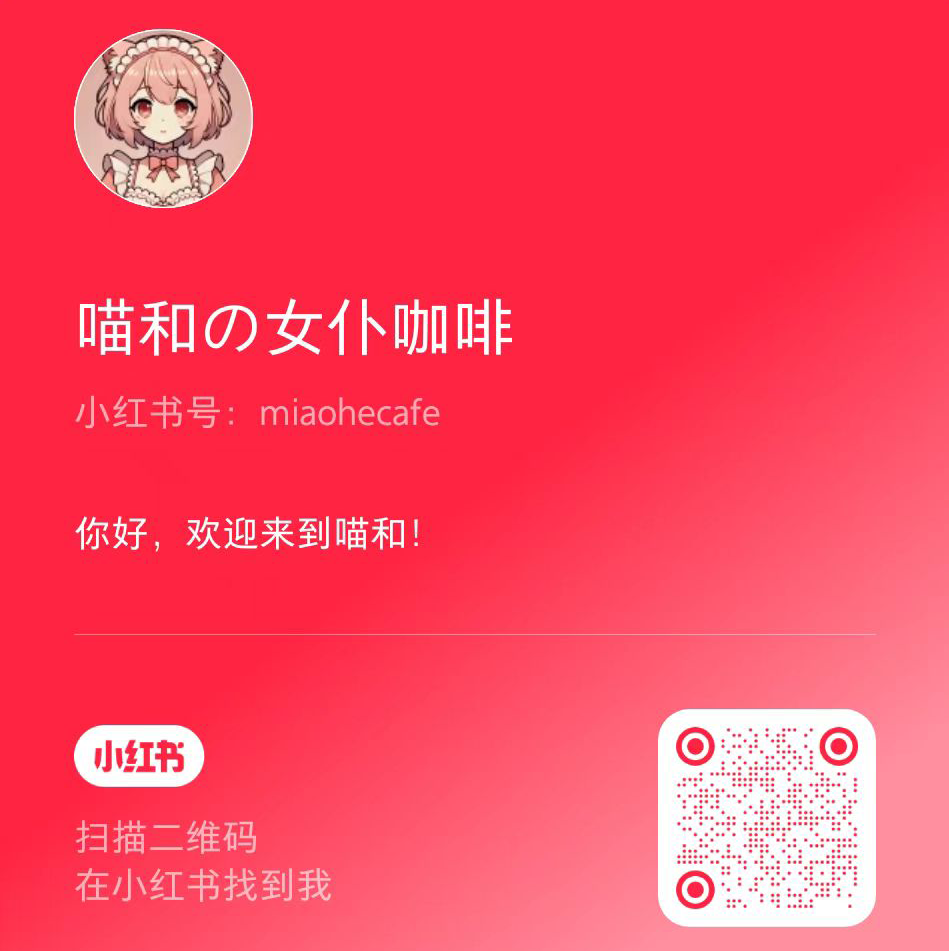 喵和の女仆咖啡
小红书号：miaohecafe
你好，欢迎来到喵和！
小红书
扫描二维码
在小红书找到我